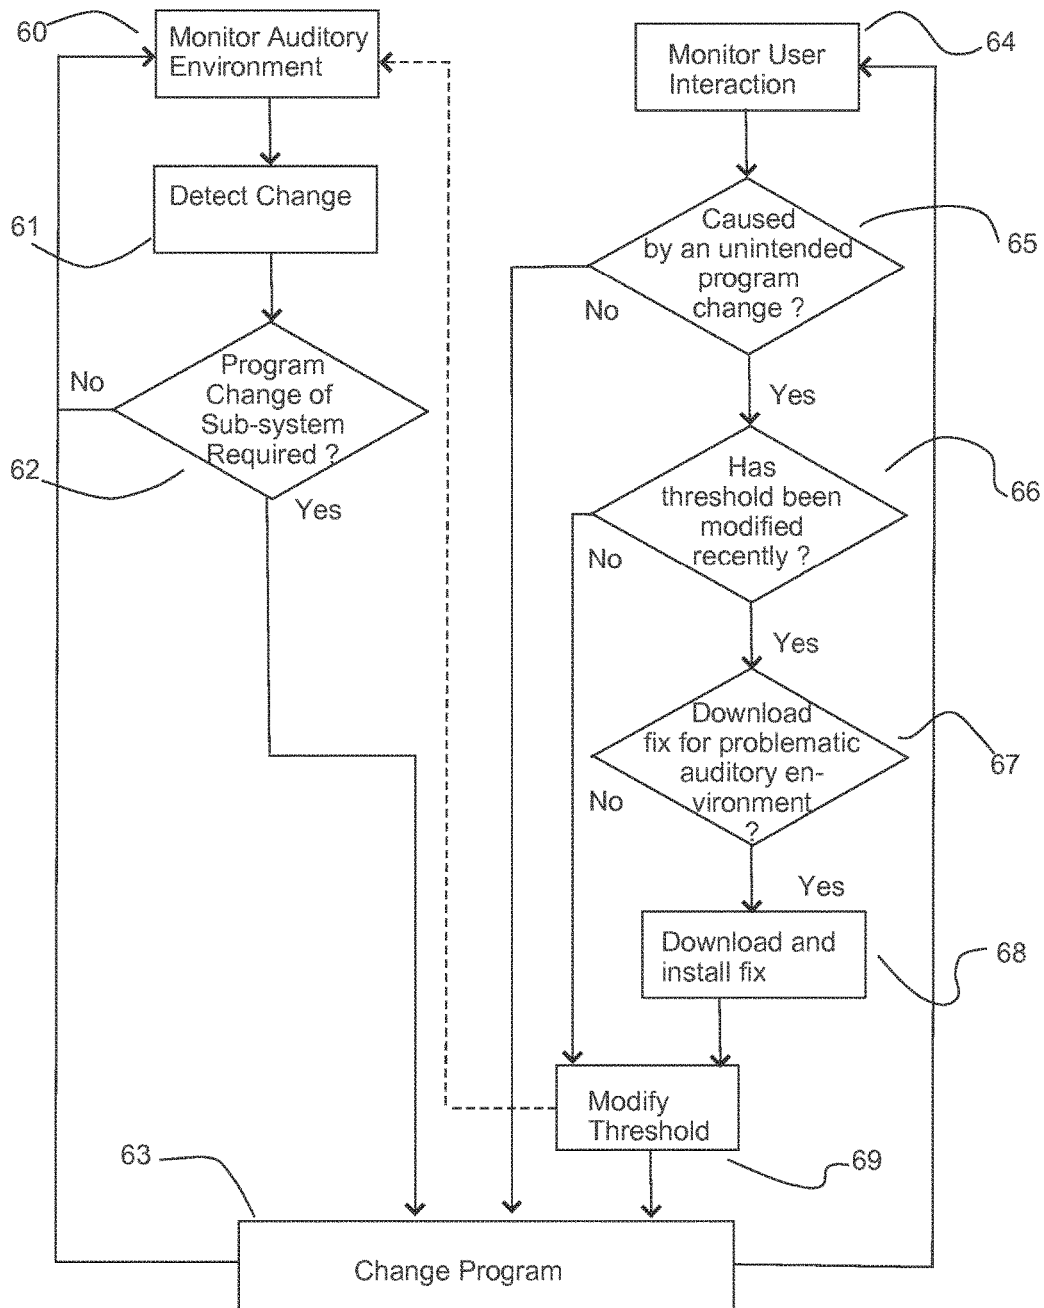 60
Monitor Auditory
Environment
61
Detect Change
No
Program
Change of
Sub-system
Required ?
62
Yes
64
Monitor User
Interaction
Caused
by an unintended
program
change ?
65
No
Yes
Has
threshold been
modified
recently ?
66
No
Yes
Download
fix for problematic
auditory en-
vironment
?
67
No
Yes
Download and
install fix
68
Modify
Threshold
69
63
Change Program